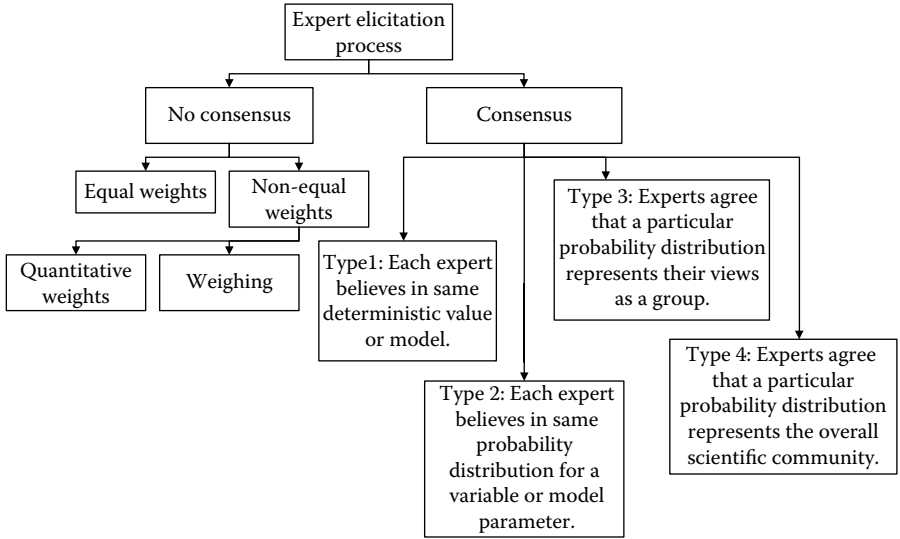 Expert elicitation
process
No consensus
Consensus
Equal weights
Non-equal
weights
Quantitative
weights
Weighing
Type1: Each expert
believes in same
deterministic value
or model.
Type 2: Each expert
believes in same
probability
distribution for a
variable or model
parameter.
Type 3: Experts agree
that a particular
probability distribution
represents their views
as a group.
Type 4: Experts agree
that a particular
probability distribution
represents the overall
scientific community.